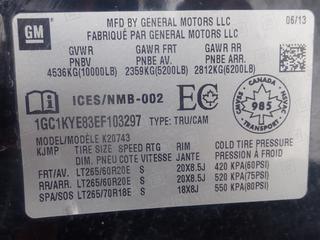 GM
MFD BY GENERAL MOTORS LLC
FABRIQUÉ PAR GENERAL MOTORS LLC
06/13
GVWR GAWR FRT GAWR RR
PNBV PNBE AV PNBE ARR
4536KG(10000LB) 2359KG(5200LB) 2812KG(6200LB)
ICES/NMB-002
EC
CANADA
985
TRANSPORT
1GC1KYE83EF103297 TYPE: TRU/CAM
MODEL/MODÈLE K20743
KJMP TIRE SIZE SPEED RTG RIM COLD TIRE PRESSURE
DIM. PNEU COTE VITESSE JANTE PRES. PNEU À FROID
FRT/AV. LT265/60R20E S 20X8.5J 420 KPA(60PSI)
RR/ARR. LT265/60R20E S 20X8.5J 520 KPA(75PSI)
SPA/SOS LT265/70R18E S 18X8J 550 KPA(80PSI)